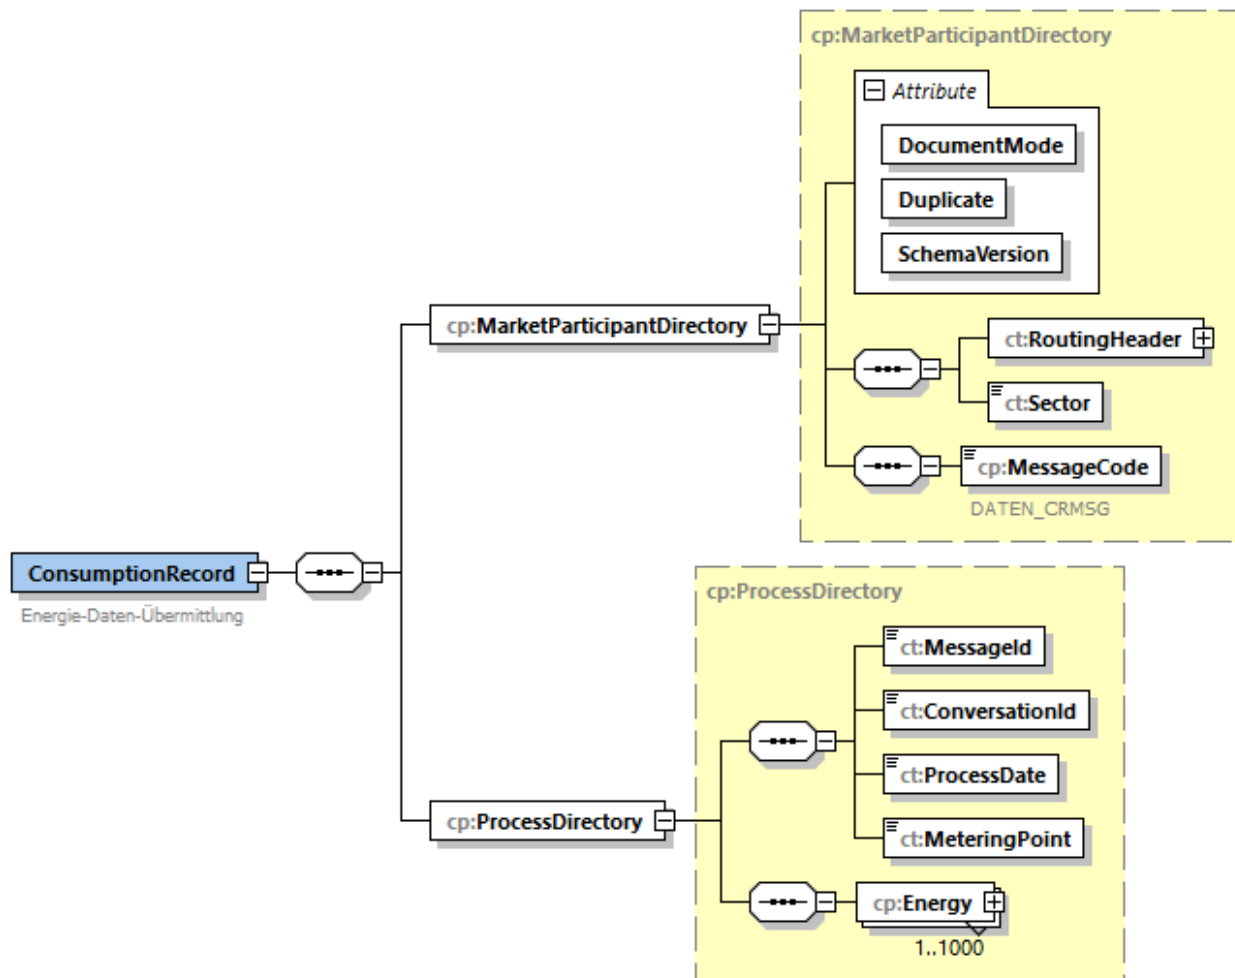 cp:MarketParticipantDirectory
Attribute
DocumentMode
Duplicate
SchemaVersion
cp:MarketParticipantDirectory
ct:RoutingHeader
ct:Sector
cp:MessageCode
DATEN_CRMSG
ConsumptionRecord
Energie-Daten-Übermittlung
cp:ProcessDirectory
ct:MessageId
ct:ConversationId
ct:ProcessDate
cp:ProcessDirectory
ct:MeteringPoint
cp:Energy
1..1000